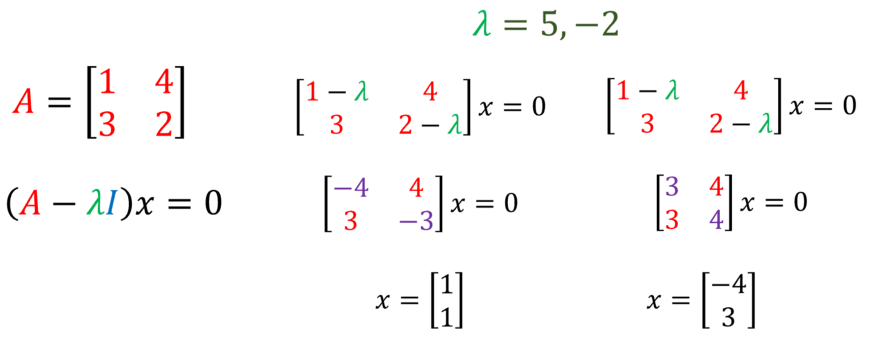 λ = 5, −2
A = [1 4; 3 2]
(A − λI)x = 0
[1 − λ 4; 3 2 − λ] x = 0
[−4 4; 3 −3] x = 0
x = [1; 1]
[1 − λ 4; 3 2 − λ] x = 0
[3 4; 3 4] x = 0
x = [−4; 3]